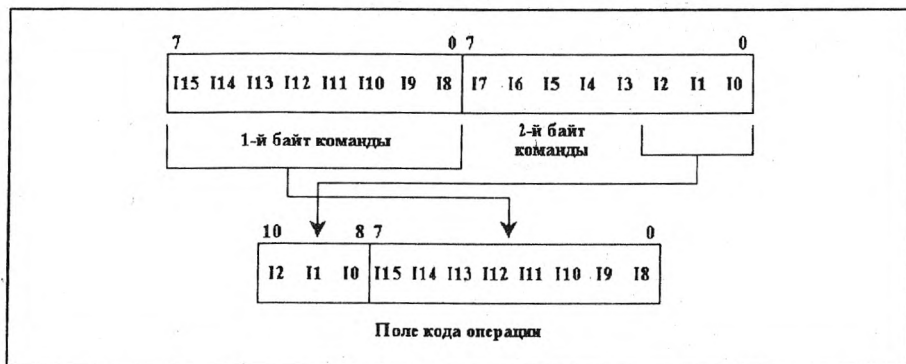 7 0 7 0
I15 I14 I13 I12 I11 I10 I9 I8 I7 I6 I5 I4 I3 I2 I1 I0
1-й байт команды
2-й байт
команды
10 8 7 0
I2 I1 I0 I15 I14 I13 I12 I11 I10 I9 I8
Поле кода операции